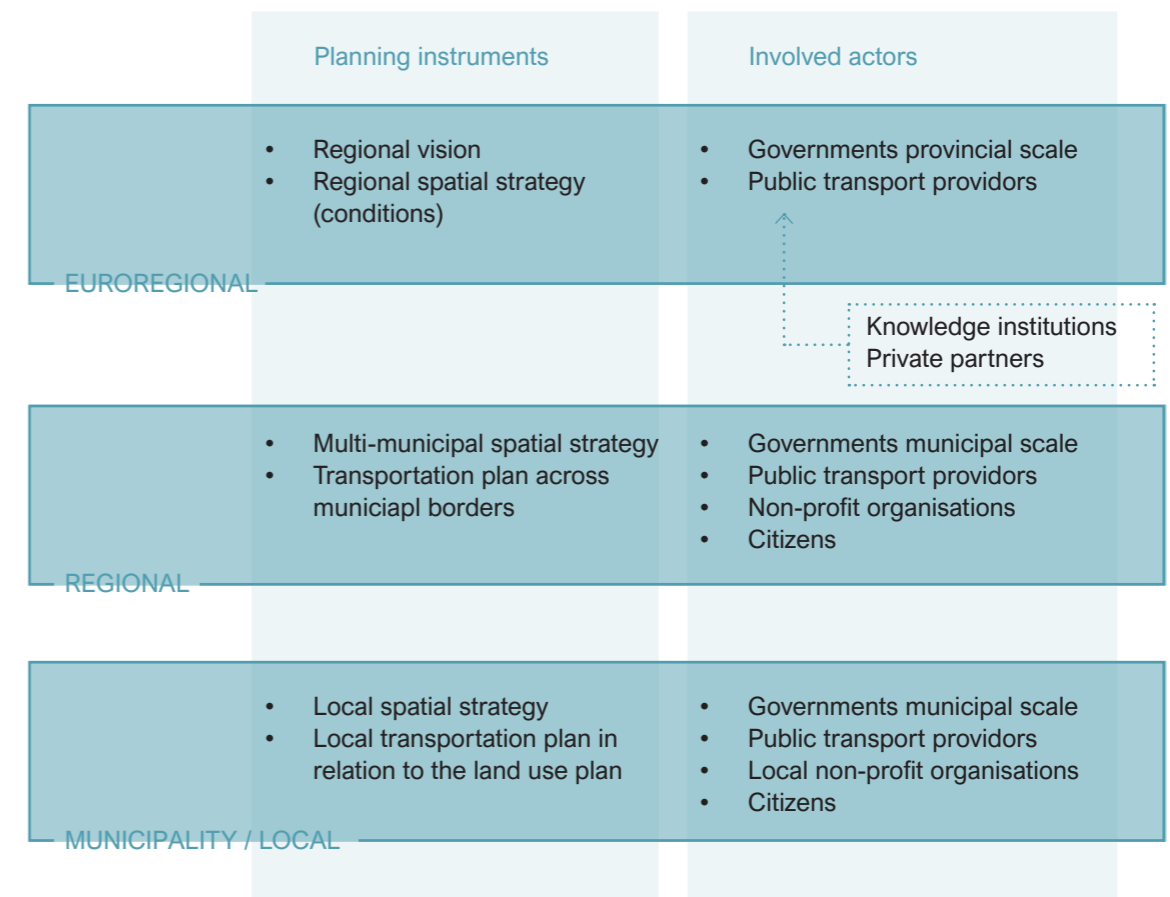 Planning instruments
Involved actors
• Regional vision
• Regional spatial strategy
(conditions)
• Governments provincial scale
• Public transport providors
EUROREGIONAL
Knowledge institutions
Private partners
• Multi-municipal spatial strategy
• Transportation plan across
municiapl borders
• Governments municipal scale
• Public transport providors
• Non-profit organisations
• Citizens
REGIONAL
• Local spatial strategy
• Local transportation plan in
relation to the land use plan
• Governments municipal scale
• Public transport providors
• Local non-profit organisations
• Citizens
MUNICIPALITY / LOCAL